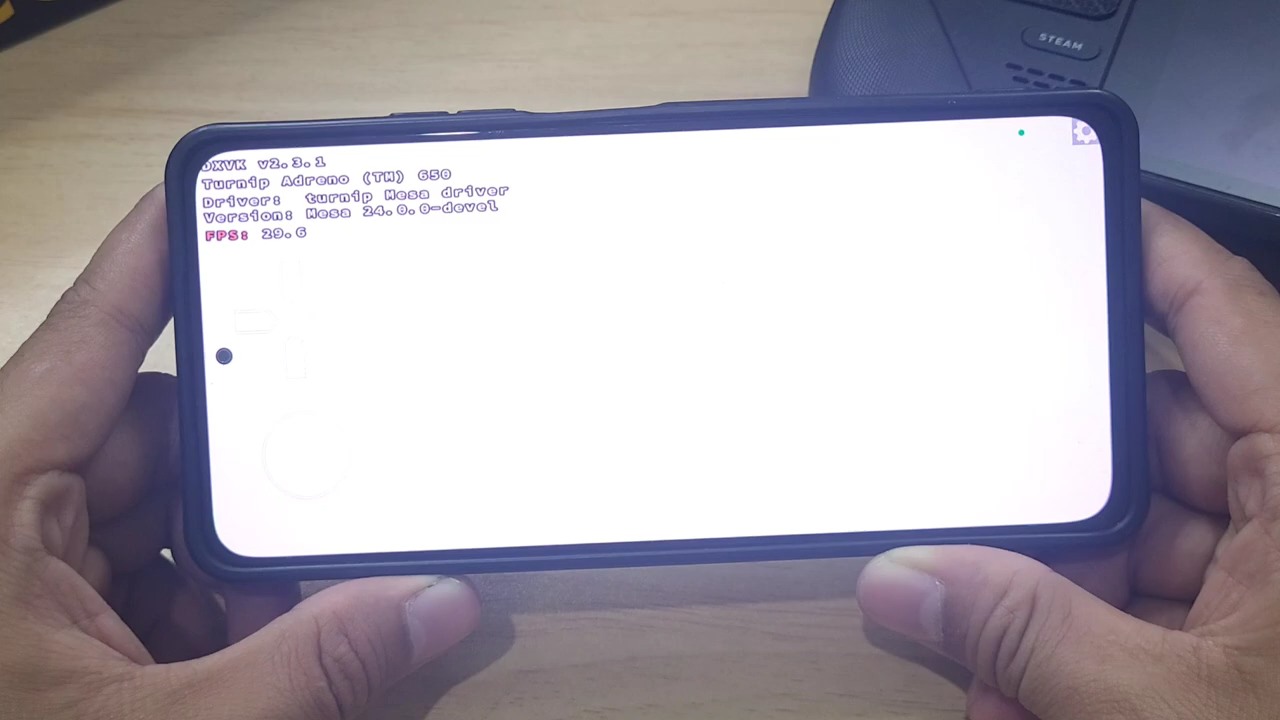 STEAM
DXVK v2.3.1
Turnip Adreno (TM) 650
Driver: turnip Mesa driver
Version: Mesa 24.0.0-devel
FPS: 29.6